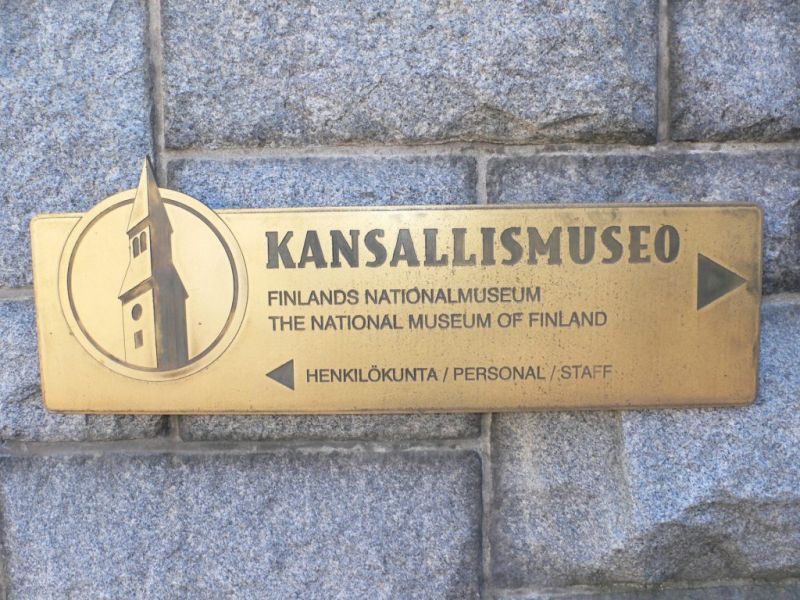 KANSALLISMUSEO
FINLANDS NATIONALMUSEUM
THE NATIONAL MUSEUM OF FINLAND
HENKILÖKUNTA / PERSONAL / STAFF